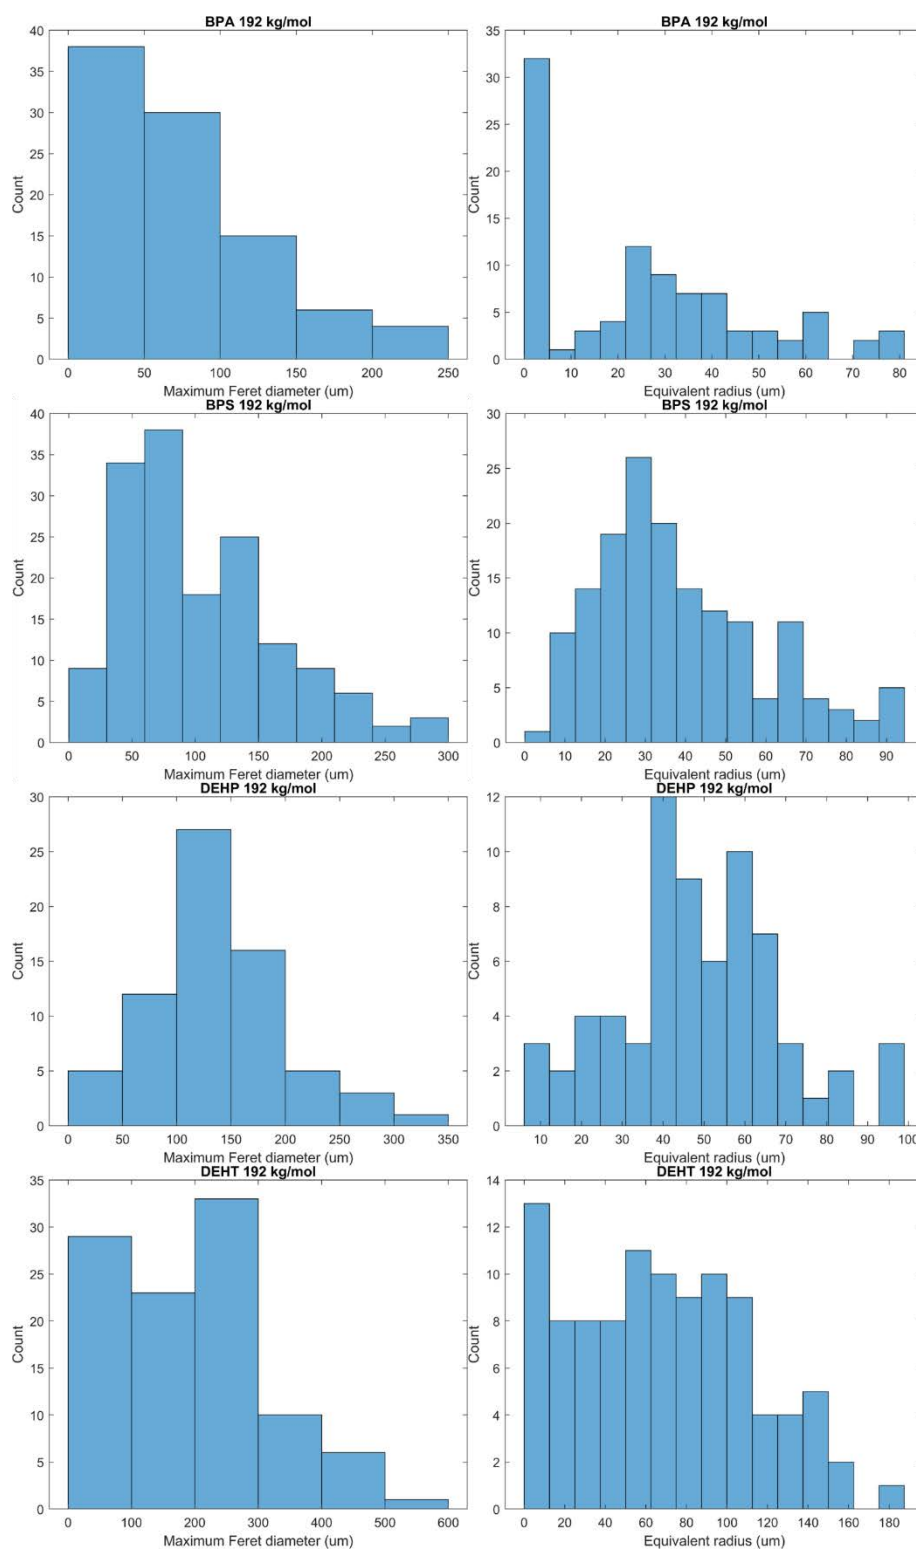 BPA 192 kg/mol
Count
40
35
30
25
20
15
10
5
0
0 50 100 150 200 250
Maximum Feret diameter (um)
BPA 192 kg/mol
Count
35
30
25
20
15
10
5
0
0 10 20 30 40 50 60 70 80
Equivalent radius (um)
BPS 192 kg/mol
Count
40
35
30
25
20
15
10
5
0
0 50 100 150 200 250 300
Maximum Feret diameter (um)
BPS 192 kg/mol
Count
30
25
20
15
10
5
0
0 10 20 30 40 50 60 70 80 90
Equivalent radius (um)
DEHP 192 kg/mol
Count
30
25
20
15
10
5
0
0 50 100 150 200 250 300 350
Maximum Feret diameter (um)
DEHP 192 kg/mol
Count
12
10
8
6
4
2
0
10 20 30 40 50 60 70 80 90 100
Equivalent radius (um)
DEHT 192 kg/mol
Count
35
30
25
20
15
10
5
0
0 100 200 300 400 500 600
Maximum Feret diameter (um)
DEHT 192 kg/mol
Count
14
12
10
8
6
4
2
0
0 20 40 60 80 100 120 140 160 180
Equivalent radius (um)